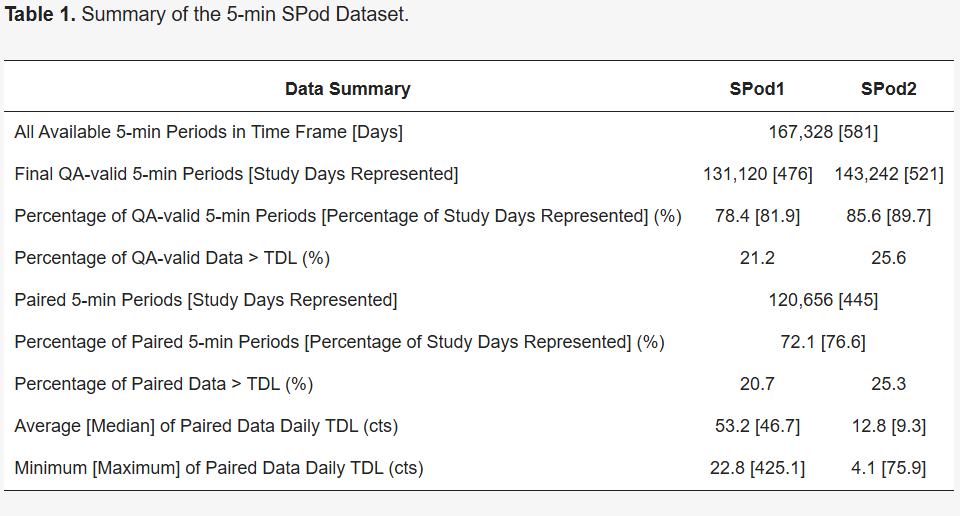 Table 1. Summary of the 5-min SPod Dataset.
Data Summary SPod1 SPod2
All Available 5-min Periods in Time Frame [Days] 167,328 [581]
Final QA-valid 5-min Periods [Study Days Represented] 131,120 [476] 143,242 [521]
Percentage of QA-valid 5-min Periods [Percentage of Study Days Represented] (%) 78.4 [81.9] 85.6 [89.7]
Percentage of QA-valid Data > TDL (%) 21.2 25.6
Paired 5-min Periods [Study Days Represented] 120,656 [445]
Percentage of Paired 5-min Periods [Percentage of Study Days Represented] (%) 72.1 [76.6]
Percentage of Paired Data > TDL (%) 20.7 25.3
Average [Median] of Paired Data Daily TDL (cts) 53.2 [46.7] 12.8 [9.3]
Minimum [Maximum] of Paired Data Daily TDL (cts) 22.8 [425.1] 4.1 [75.9]